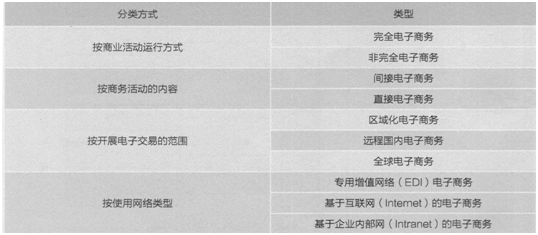 分类方式 类型
按商业活动运行方式
完全电子商务
非完全电子商务
按商务活动的内容
间接电子商务
直接电子商务
按开展电子交易的范围
区域化电子商务
远程国内电子商务
全球电子商务
按使用网络类型
专用增值网络（EDI）电子商务
基于互联网（Internet）的电子商务
基于企业内部网（Intranet）的电子商务